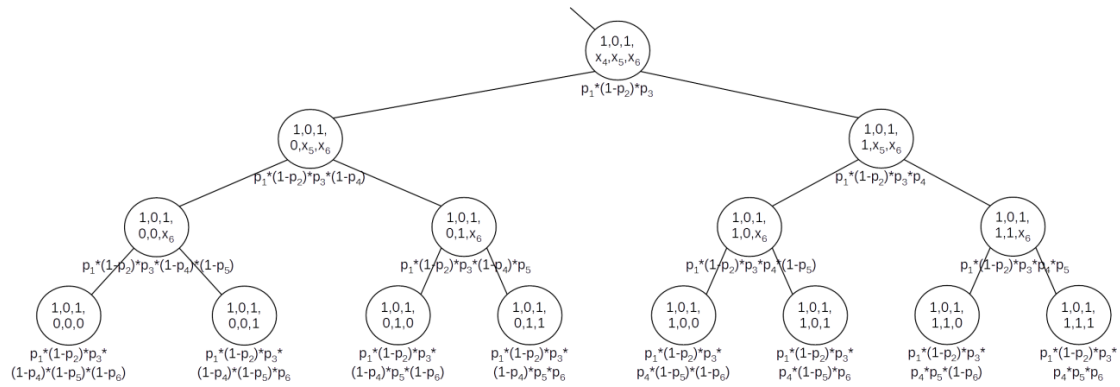 1,0,1,
x₄,x₅,x₆
p₁*(1-p₂)*p₃
1,0,1,
0,x₅,x₆
p₁*(1-p₂)*p₃*(1-p₄)
1,0,1,
1,x₅,x₆
p₁*(1-p₂)*p₃*p₄
1,0,1,
0,0,x₆
p₁*(1-p₂)*p₃*(1-p₄)*(1-p₅)
1,0,1,
0,1,x₆
p₁*(1-p₂)*p₃*(1-p₄)*p₅
1,0,1,
1,0,x₆
p₁*(1-p₂)*p₃*p₄*(1-p₅)
1,0,1,
1,1,x₆
p₁*(1-p₂)*p₃*p₄*p₅
1,0,1,
0,0,0
p₁*(1-p₂)*p₃*
(1-p₄)*(1-p₅)*(1-p₆)
1,0,1,
0,0,1
p₁*(1-p₂)*p₃*
(1-p₄)*(1-p₅)*p₆
1,0,1,
0,1,0
p₁*(1-p₂)*p₃*
(1-p₄)*p₅*(1-p₆)
1,0,1,
0,1,1
p₁*(1-p₂)*p₃*
(1-p₄)*p₅*p₆
1,0,1,
1,0,0
p₁*(1-p₂)*p₃*
p₄*(1-p₅)*(1-p₆)
1,0,1,
1,0,1
p₁*(1-p₂)*p₃*
p₄*(1-p₅)*p₆
1,0,1,
1,1,0
p₁*(1-p₂)*p₃*
p₄*p₅*(1-p₆)
1,0,1,
1,1,1
p₁*(1-p₂)*p₃*
p₄*p₅*p₆